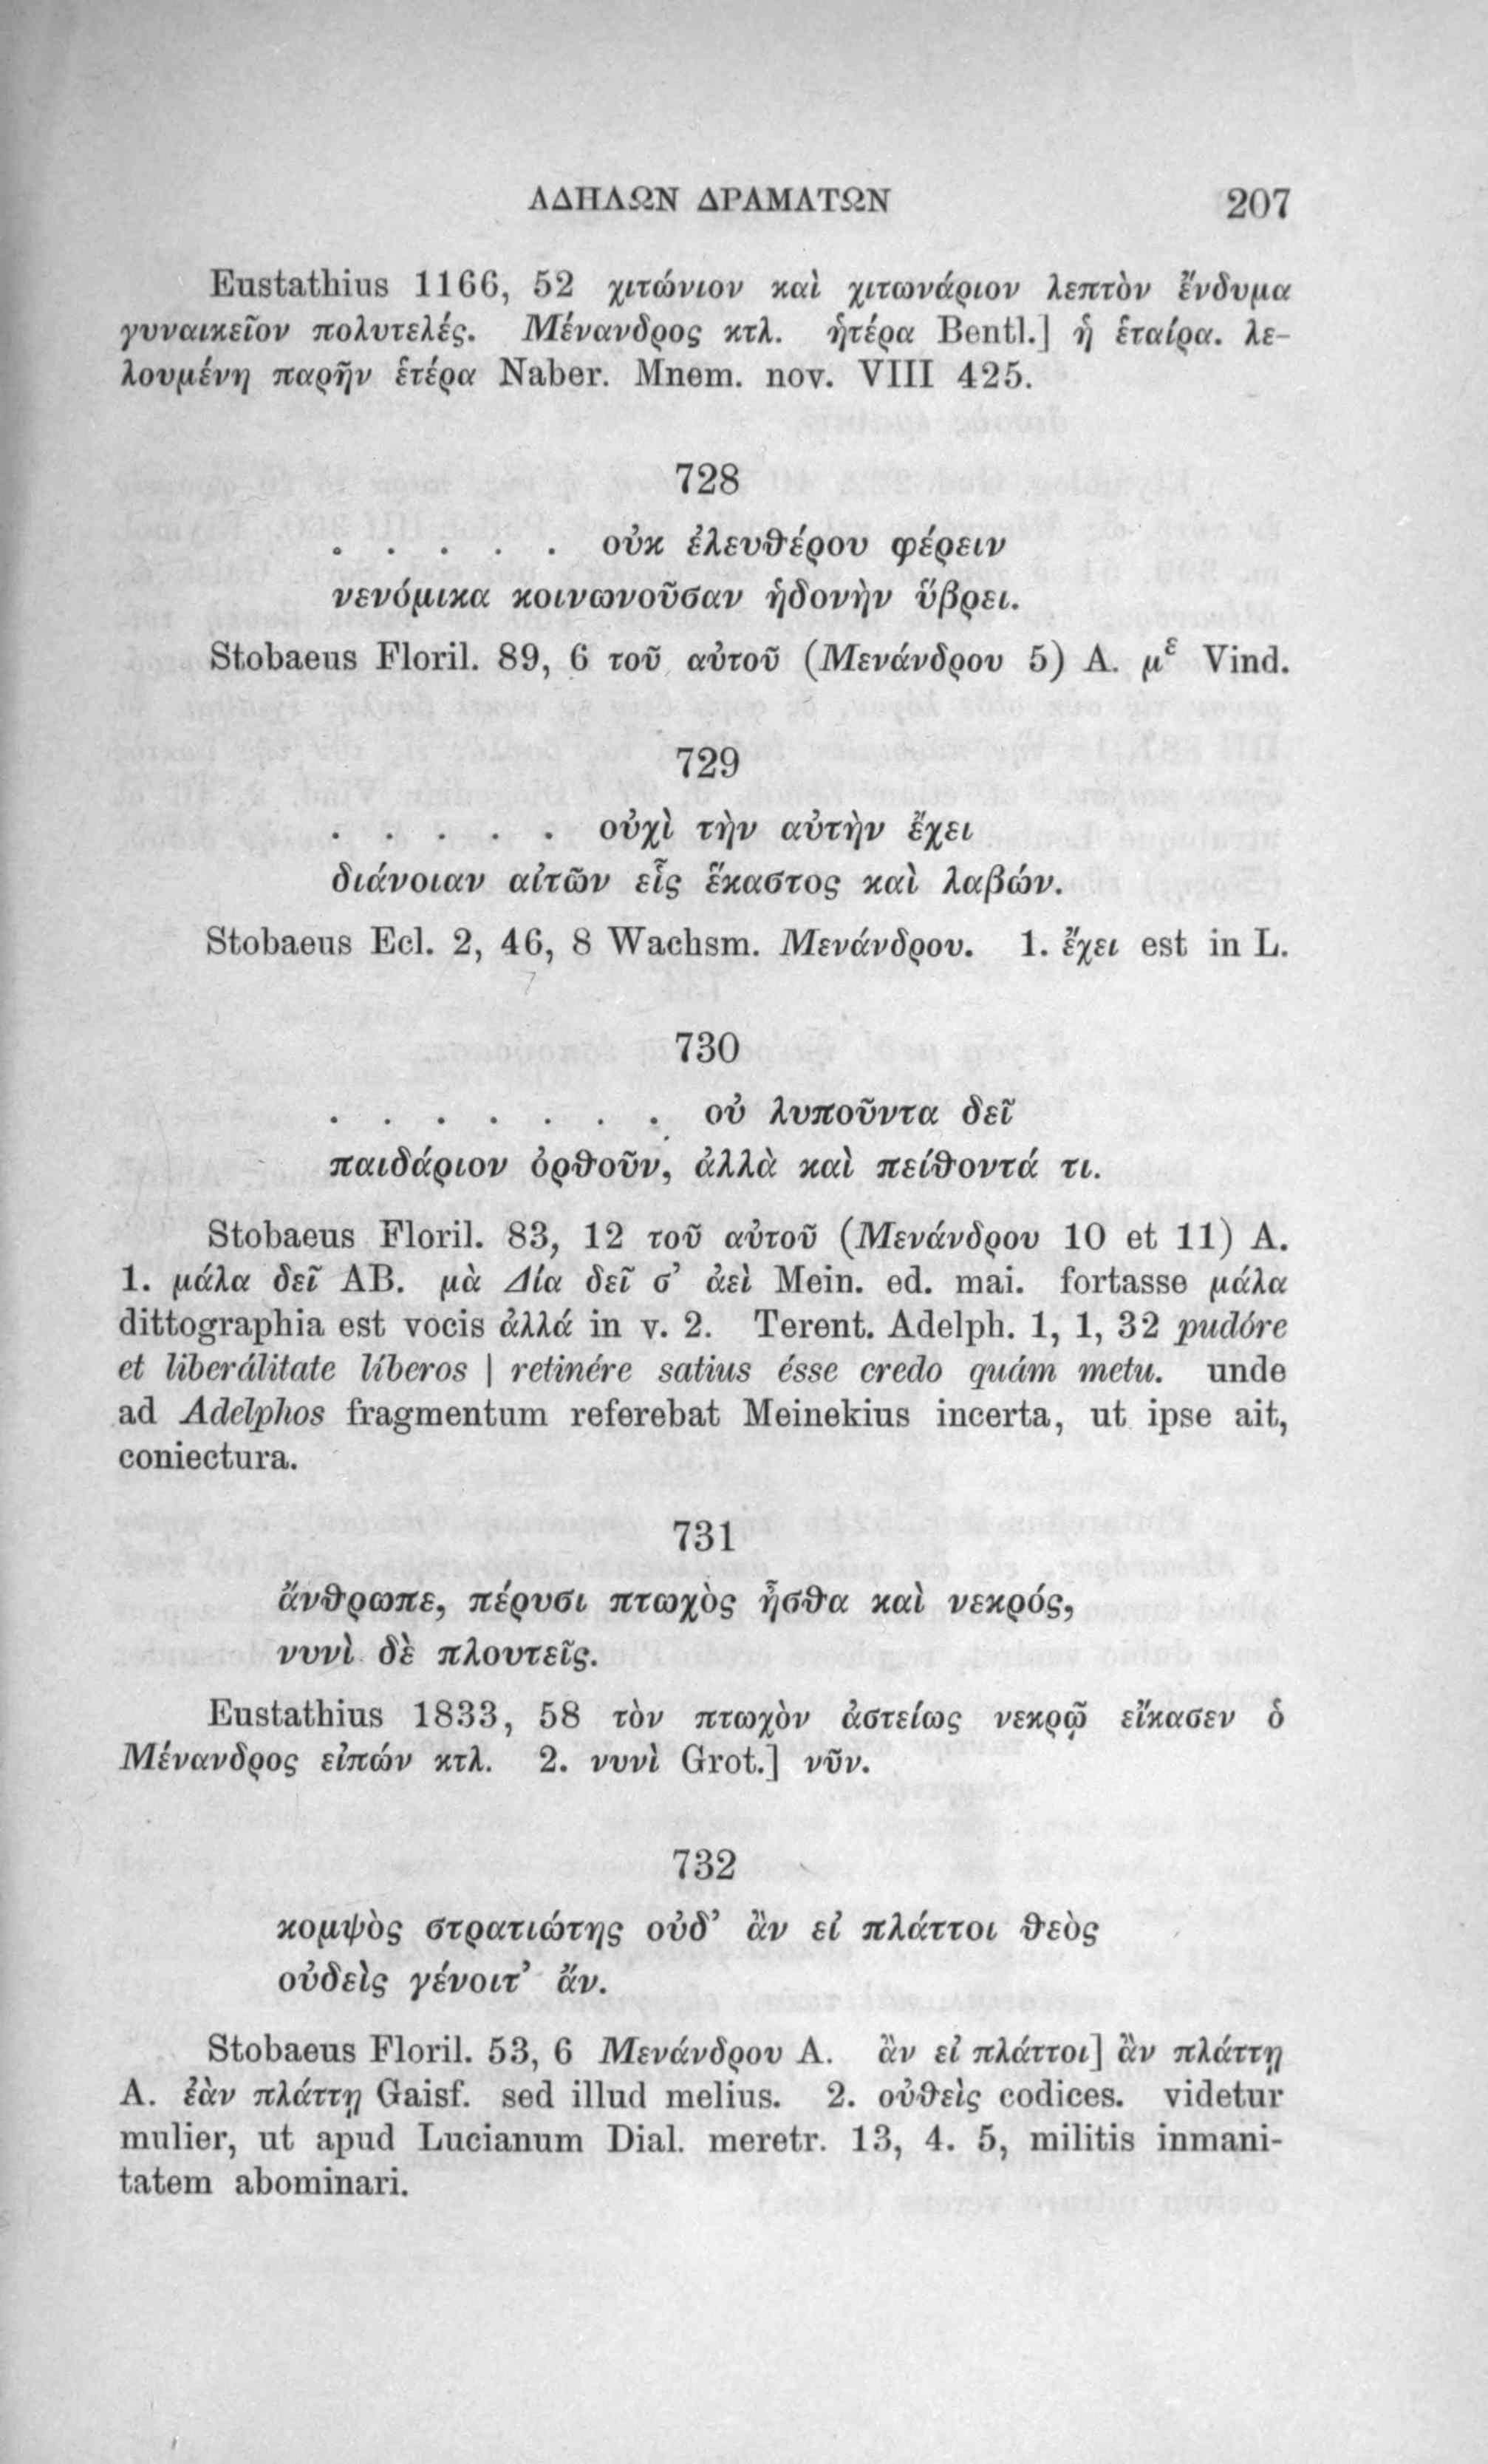 ΑΔΗΛΩΝ ΔΡΑΜΑΤΩΝ 207
Eustathius 1166, 52 χιτώνιον καὶ χιτωνάριον λεπτὸν ἔνδυμα
γυναικεῖον πολυτελές. Μένανδρος κτλ. ἡτέρα Bentl.] ἡ ἑταίρα. λε-
λουμένη παρῆν ἑτέρα Naber. Mnem. nov. VIII 425.
728
. . . . . οὐκ ἐλευθέρου φέρειν
νενόμικα κοινωνοῦσαν ἡδονὴν ὕβρει.
Stobaeus Floril. 89, 6 τοῦ αὐτοῦ (Μενάνδρου 5) A. με Vind.
729
. . . . . οὐχὶ τὴν αὐτὴν ἔχει
διάνοιαν αἰτῶν εἷς ἕκαστος καὶ λαβών.
Stobaeus Ecl. 2, 46, 8 Wachsm. Μενάνδρου. 1. ἔχει est in L.
730
. . . . . . . οὐ λυποῦντα δεῖ
παιδάριον ὀρθοῦν, ἀλλὰ καὶ πείθοντά τι.
Stobaeus Floril. 83, 12 τοῦ αὐτοῦ (Μενάνδρου 10 et 11) A.
1. μάλα δεῖ AB. μὰ Δία δεῖ σ’ ἀεὶ Mein. ed. mai. fortasse μάλα
dittographia est vocis ἀλλά in v. 2. Terent. Adelph. 1, 1, 32 pudóre
et liberálitate líberos | retinére satius ésse credo quám metu. unde
ad Adelphos fragmentum referebat Meinekius incerta, ut ipse ait,
coniectura.
731
ἄνθρωπε, πέρυσι πτωχὸς ἦσθα καὶ νεκρός,
νυνὶ δὲ πλουτεῖς.
Eustathius 1833, 58 τὸν πτωχὸν ἀστείως νεκρῷ εἴκασεν ὁ
Μένανδρος εἰπών κτλ. 2. νυνὶ Grot.] νῦν.
732
κομψὸς στρατιώτης οὐδ’ ἂν εἰ πλάττοι θεὸς
οὐδεὶς γένοιτ’ ἄν.
Stobaeus Floril. 53, 6 Μενάνδρου A. ἂν εἰ πλάττοι] ἂν πλάττῃ
A. ἐὰν πλάττῃ Gaisf. sed illud melius. 2. οὐθεὶς codices. videtur
mulier, ut apud Lucianum Dial. meretr. 13, 4. 5, militis inmani-
tatem abominari.